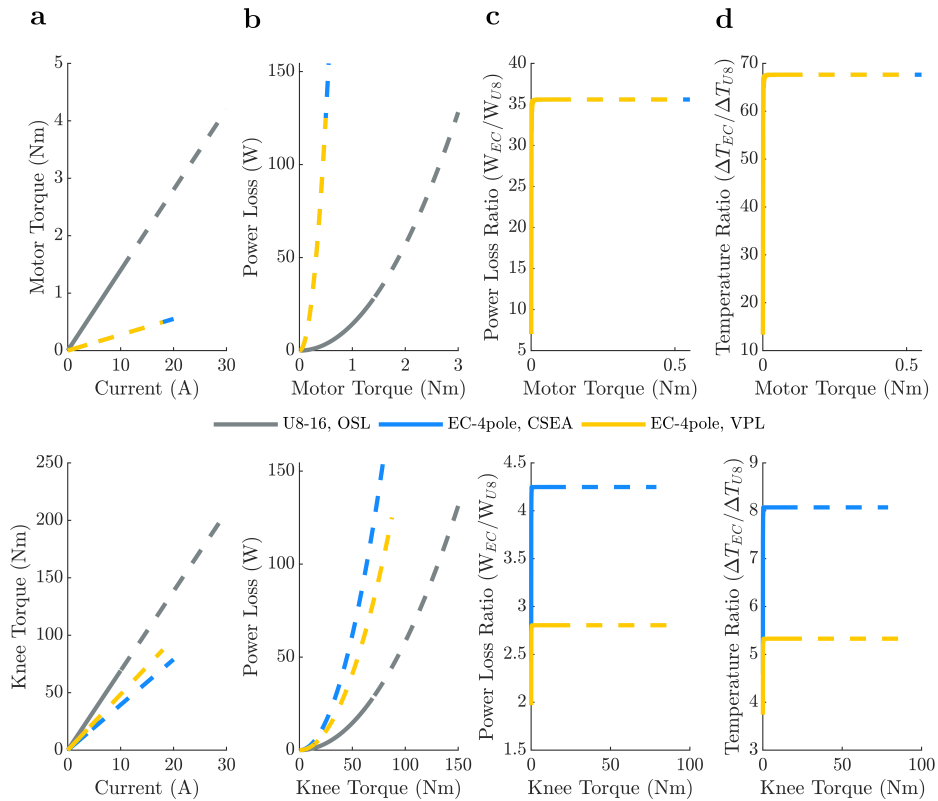 a
b
c
d
Motor Torque (Nm)
5
4
3
2
1
0
0 10 20 30
Current (A)
Power Loss (W)
150
100
50
0
0 1 2 3
Motor Torque (Nm)
Power Loss Ratio (W_EC/W_U8)
40
35
30
25
20
15
10
5
0 0.5
Motor Torque (Nm)
Temperature Ratio (ΔT_EC/ΔT_U8)
70
60
50
40
30
20
10
0 0.5
Motor Torque (Nm)
U8-16, OSL
EC-4pole, CSEA
EC-4pole, VPL
Knee Torque (Nm)
250
200
150
100
50
0
0 10 20 30
Current (A)
Power Loss (W)
150
100
50
0
0 50 100 150
Knee Torque (Nm)
Power Loss Ratio (W_EC/W_U8)
4.5
4
3.5
3
2.5
2
1.5
0 50 100
Knee Torque (Nm)
Temperature Ratio (ΔT_EC/ΔT_U8)
9
8
7
6
5
4
3
0 50 100
Knee Torque (Nm)